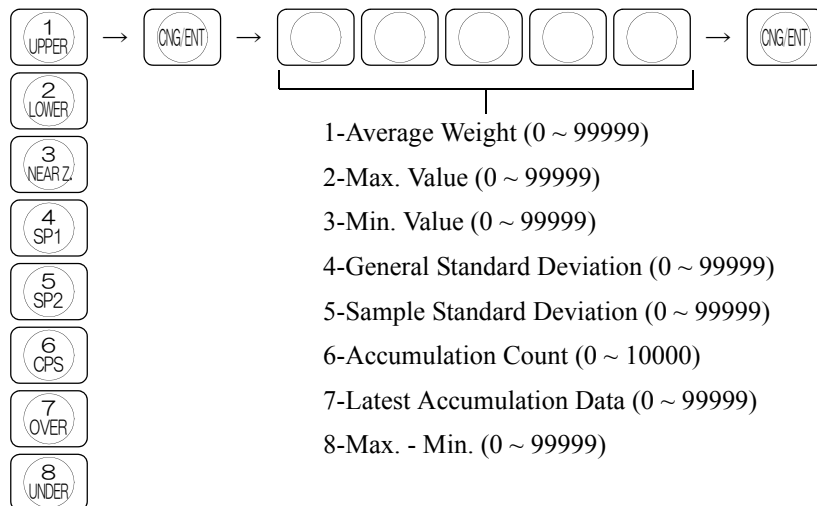 1 UPPER → CNG/ENT → → CNG/ENT
2 LOWER
3 NEAR Z.
4 SP1
5 SP2
6 CPS
7 OVER
8 UNDER
1-Average Weight (0 ~ 99999)
2-Max. Value (0 ~ 99999)
3-Min. Value (0 ~ 99999)
4-General Standard Deviation (0 ~ 99999)
5-Sample Standard Deviation (0 ~ 99999)
6-Accumulation Count (0 ~ 10000)
7-Latest Accumulation Data (0 ~ 99999)
8-Max. - Min. (0 ~ 99999)